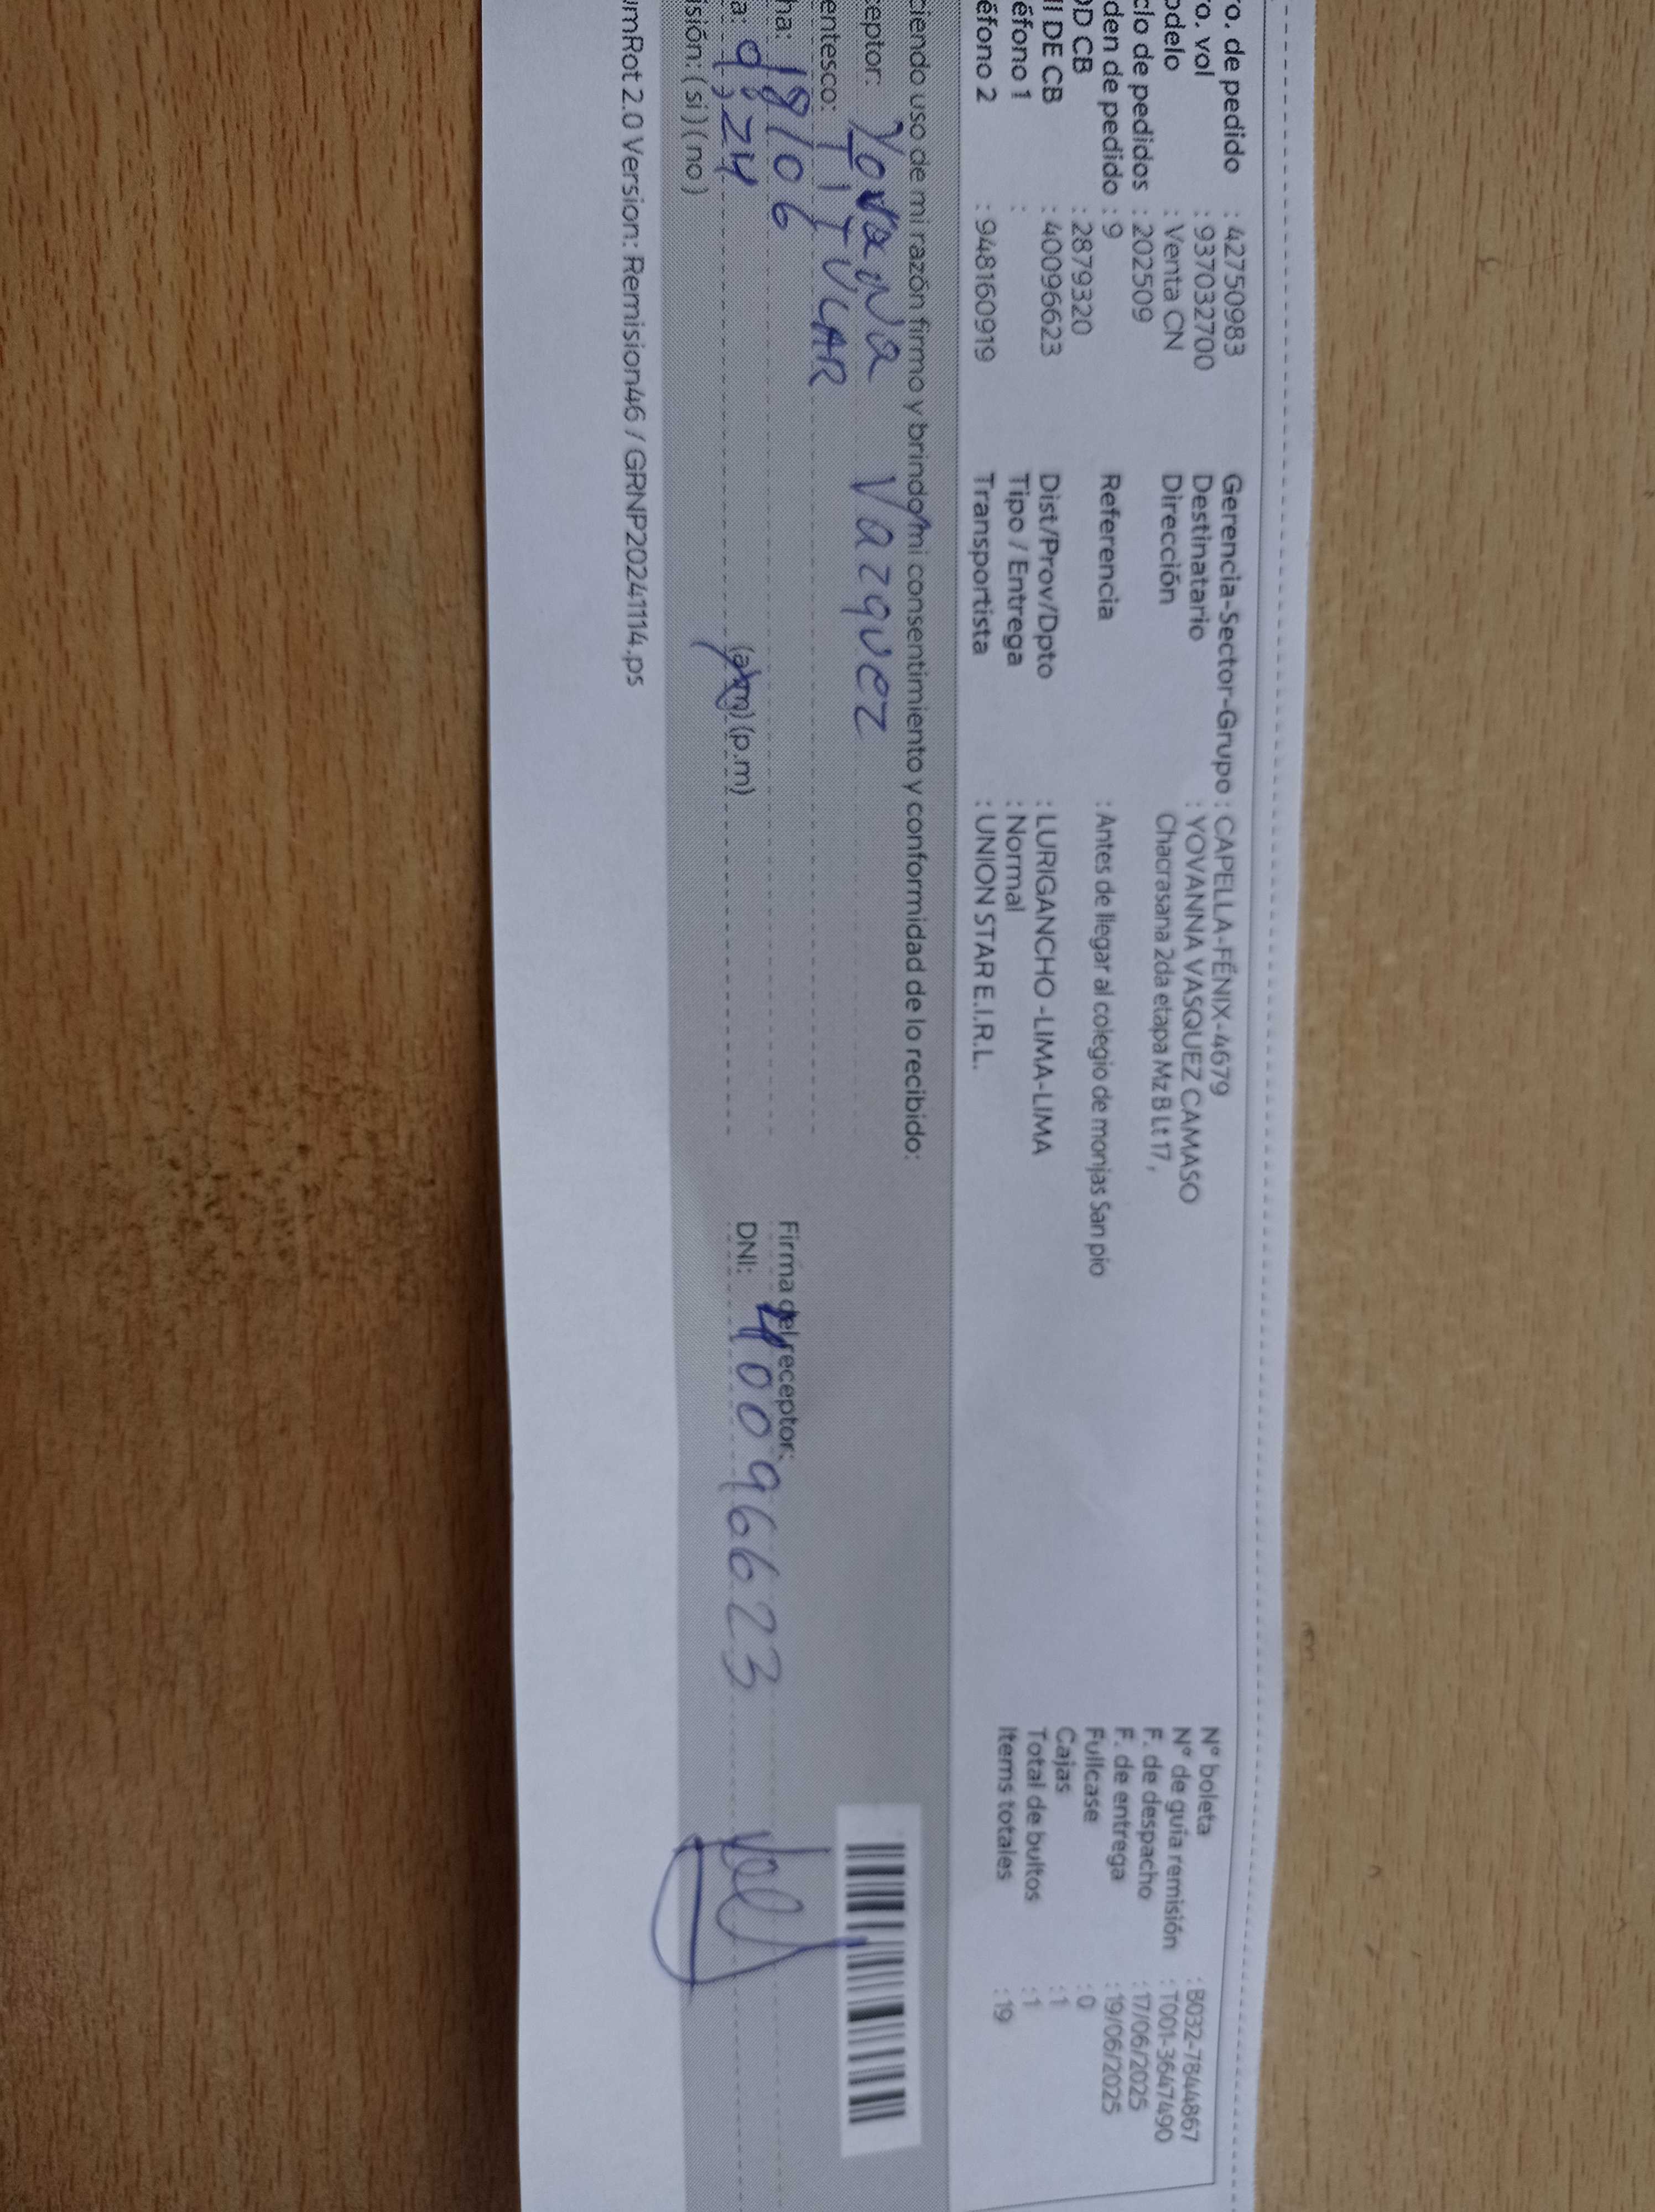 ro. de pedido : 42750983
ro. vol : 937032700
odelo : Venta CN
clo de pedidos : 202509
den de pedido : 9
OD CB : 2879320
I DE CB : 40096623
éfono 1 :
éfono 2 : 948160919
Gerencia-Sector-Grupo : CAPELLA-FÉNIX-4679
Destinatario : YOVANNA VASQUEZ CAMASO
Dirección Chacrasana 2da etapa Mz B Lt 17 ,
Referencia : Antes de llegar al colegio de monjas San pio
Dist/Prov/Dpto : LURIGANCHO -LIMA-LIMA
Tipo / Entrega : Normal
Transportista : UNION STAR E.I.R.L.
N° boleta : B032-7844867
N° de guia remisión : T001-3647490
F. de despacho : 17/06/2025
F. de entrega : 19/06/2025
Fullcase : 0
Cajas : 1
Total de bultos : 1
Items totales : 19
ciendo uso de mi razón firmo y brindo mi consentimiento y conformidad de lo recibido:
ceptor: Yovana Vazquez
entesco: TITULAR
ha: 18/06
a: 9:24 (a.m) (p.m)
isión: ( si ) ( no )
Firma del receptor:
DNI: 40096623
umRot 2.0 Version: Remision46 / GRNP20241114.ps